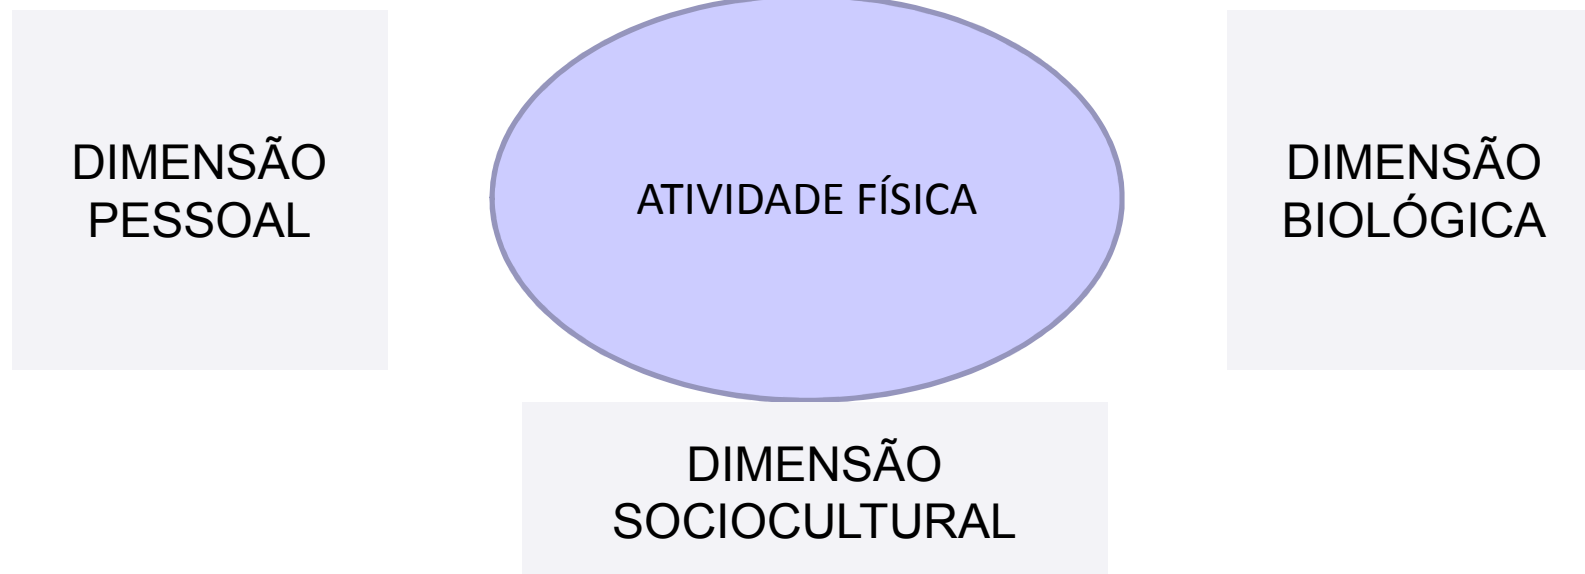 DIMENSÃO
PESSOAL
ATIVIDADE FÍSICA
DIMENSÃO
BIOLÓGICA
DIMENSÃO
SOCIOCULTURAL